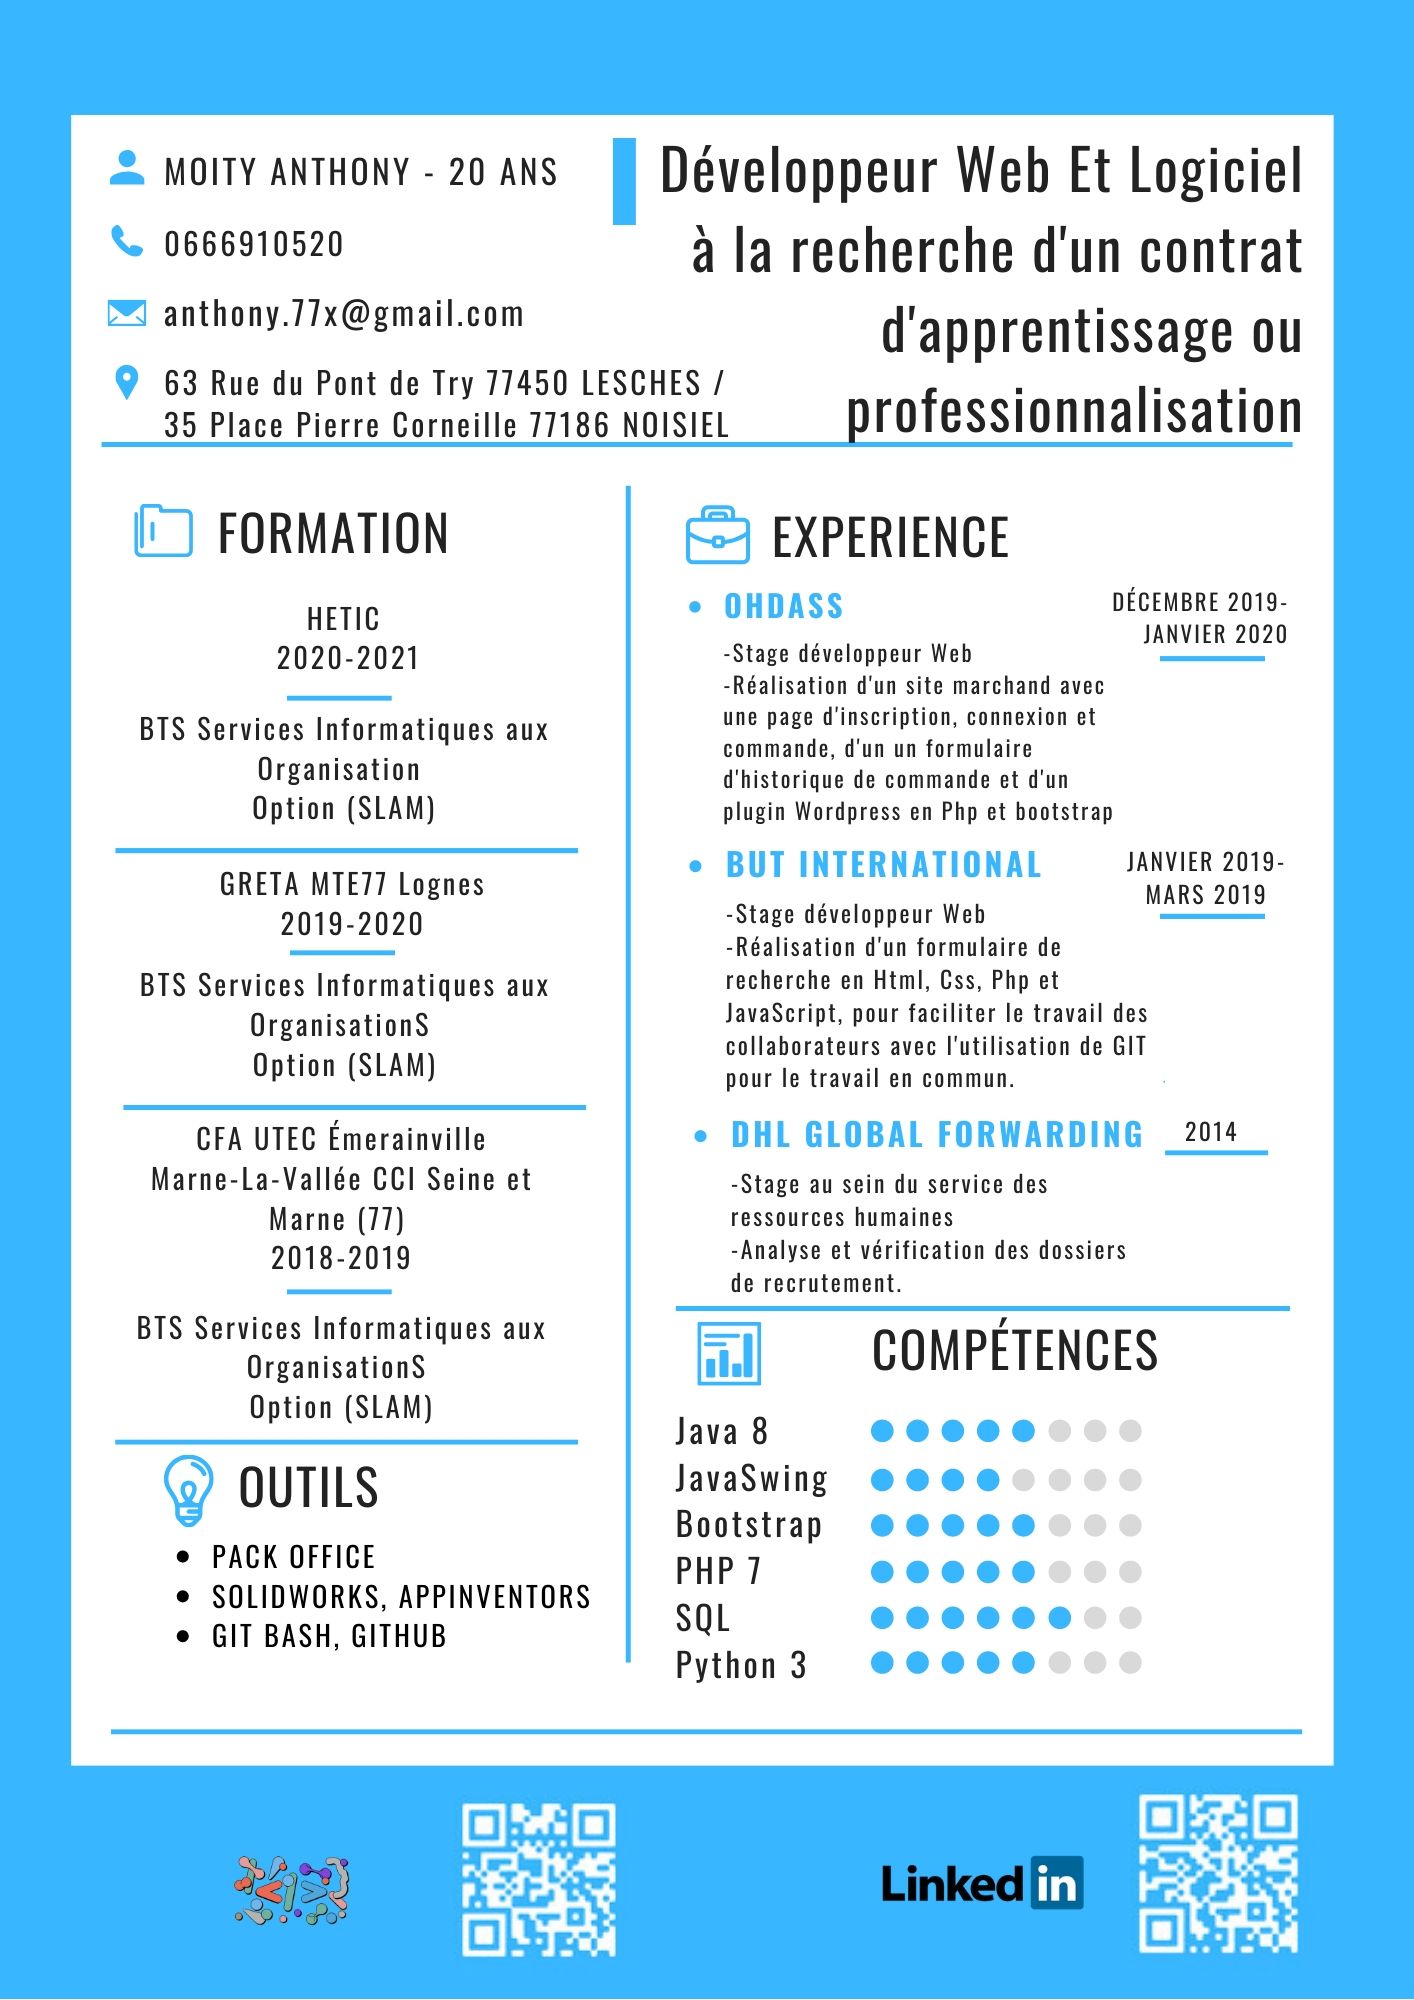 MOITY ANTHONY - 20 ANS
0666910520
anthony.77x@gmail.com
63 Rue du Pont de Try 77450 LESCHES /
35 Place Pierre Corneille 77186 NOISIEL
Développeur Web Et Logiciel
à la recherche d'un contrat
d'apprentissage ou
professionnalisation
FORMATION
HETIC
2020-2021
BTS Services Informatiques aux
Organisation
Option (SLAM)
GRETA MTE77 Lognes
2019-2020
BTS Services Informatiques aux
OrganisationS
Option (SLAM)
CFA UTEC Émerainville
Marne-La-Vallée CCI Seine et
Marne (77)
2018-2019
BTS Services Informatiques aux
OrganisationS
Option (SLAM)
OUTILS
PACK OFFICE
SOLIDWORKS, APPINVENTORS
GIT BASH, GITHUB
EXPERIENCE
OHDASS
DÉCEMBRE 2019-
JANVIER 2020
-Stage développeur Web
-Réalisation d'un site marchand avec
une page d'inscription, connexion et
commande, d'un un formulaire
d'historique de commande et d'un
plugin Wordpress en Php et bootstrap
BUT INTERNATIONAL
JANVIER 2019-
MARS 2019
-Stage développeur Web
-Réalisation d'un formulaire de
recherche en Html, Css, Php et
JavaScript, pour faciliter le travail des
collaborateurs avec l'utilisation de GIT
pour le travail en commun.
DHL GLOBAL FORWARDING
2014
-Stage au sein du service des
ressources humaines
-Analyse et vérification des dossiers
de recrutement.
COMPÉTENCES
Java 8
JavaSwing
Bootstrap
PHP 7
SQL
Python 3
Linked in